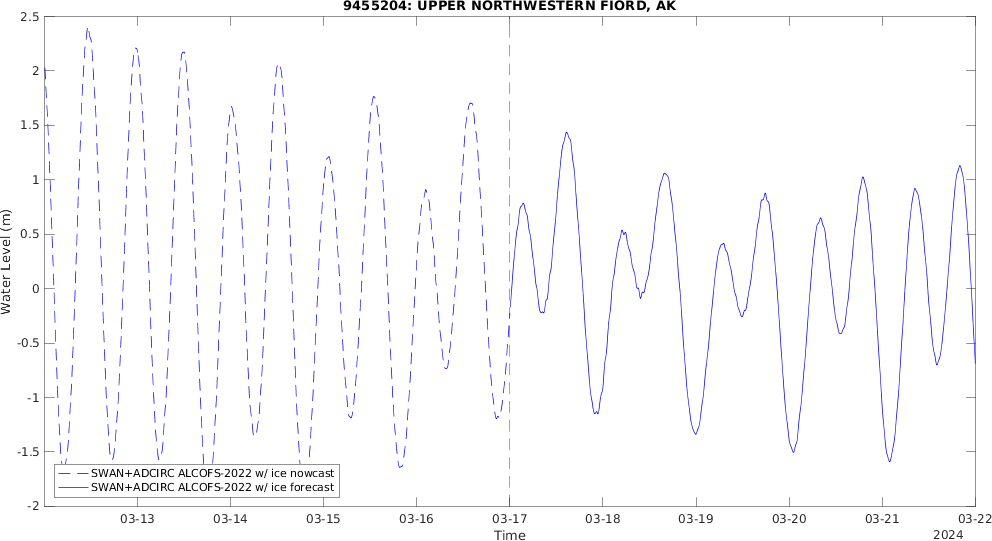 9455204: UPPER NORTHWESTERN FIORD, AK
Water Level (m)
2.5
2
1.5
1
0.5
0
-0.5
-1
-1.5
-2
SWAN+ADCIRC ALCOFS-2022 w/ ice nowcast
SWAN+ADCIRC ALCOFS-2022 w/ ice forecast
03-13 03-14 03-15 03-16 03-17 03-18 03-19 03-20 03-21 03-22
Time
2024